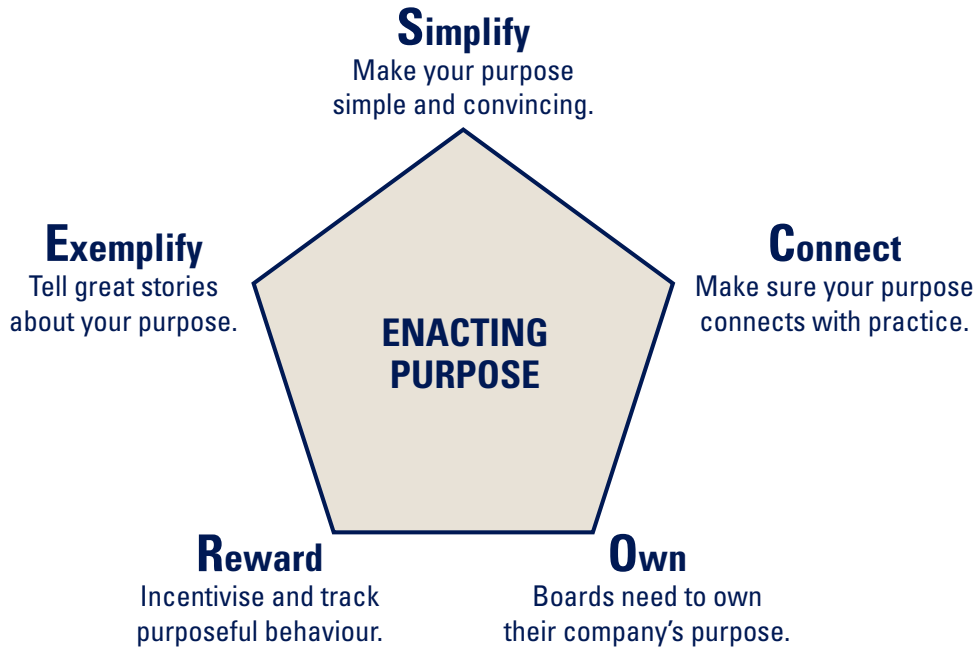 Simplify
Make your purpose
simple and convincing.
Connect
Make sure your purpose
connects with practice.
Own
Boards need to own
their company's purpose.
Reward
Incentivise and track
purposeful behaviour.
Exemplify
Tell great stories
about your purpose.
ENACTING
PURPOSE